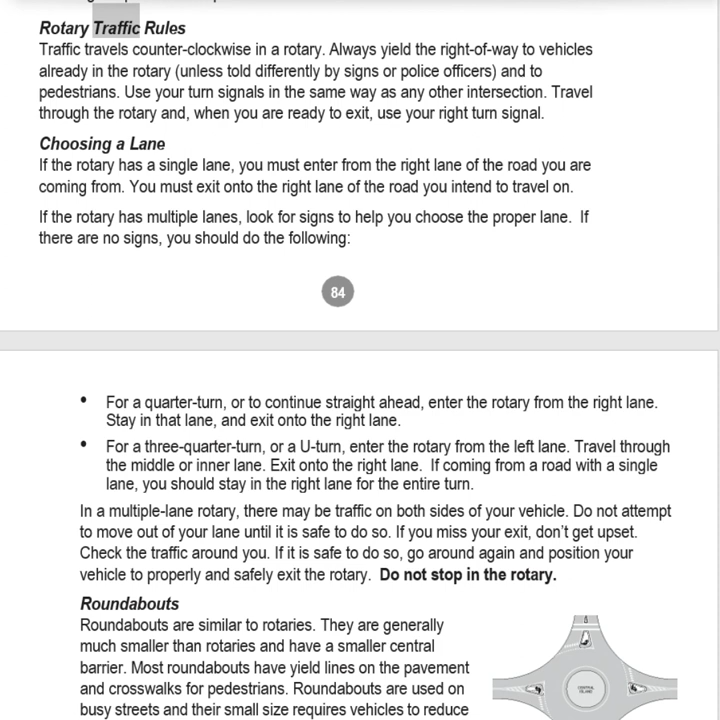 Rotary Traffic Rules
Traffic travels counter-clockwise in a rotary. Always yield the right-of-way to vehicles
already in the rotary (unless told differently by signs or police officers) and to
pedestrians. Use your turn signals in the same way as any other intersection. Travel
through the rotary and, when you are ready to exit, use your right turn signal.
Choosing a Lane
If the rotary has a single lane, you must enter from the right lane of the road you are
coming from. You must exit onto the right lane of the road you intend to travel on.
If the rotary has multiple lanes, look for signs to help you choose the proper lane.  If
there are no signs, you should do the following:
84
• For a quarter-turn, or to continue straight ahead, enter the rotary from the right lane.
Stay in that lane, and exit onto the right lane.
• For a three-quarter-turn, or a U-turn, enter the rotary from the left lane. Travel through
the middle or inner lane. Exit onto the right lane.  If coming from a road with a single
lane, you should stay in the right lane for the entire turn.
In a multiple-lane rotary, there may be traffic on both sides of your vehicle. Do not attempt
to move out of your lane until it is safe to do so. If you miss your exit, don't get upset.
Check the traffic around you. If it is safe to do so, go around again and position your
vehicle to properly and safely exit the rotary.  Do not stop in the rotary.
Roundabouts
Roundabouts are similar to rotaries. They are generally
much smaller than rotaries and have a smaller central
barrier. Most roundabouts have yield lines on the pavement
and crosswalks for pedestrians. Roundabouts are used on
busy streets and their small size requires vehicles to reduce
CENTRAL
ISLAND